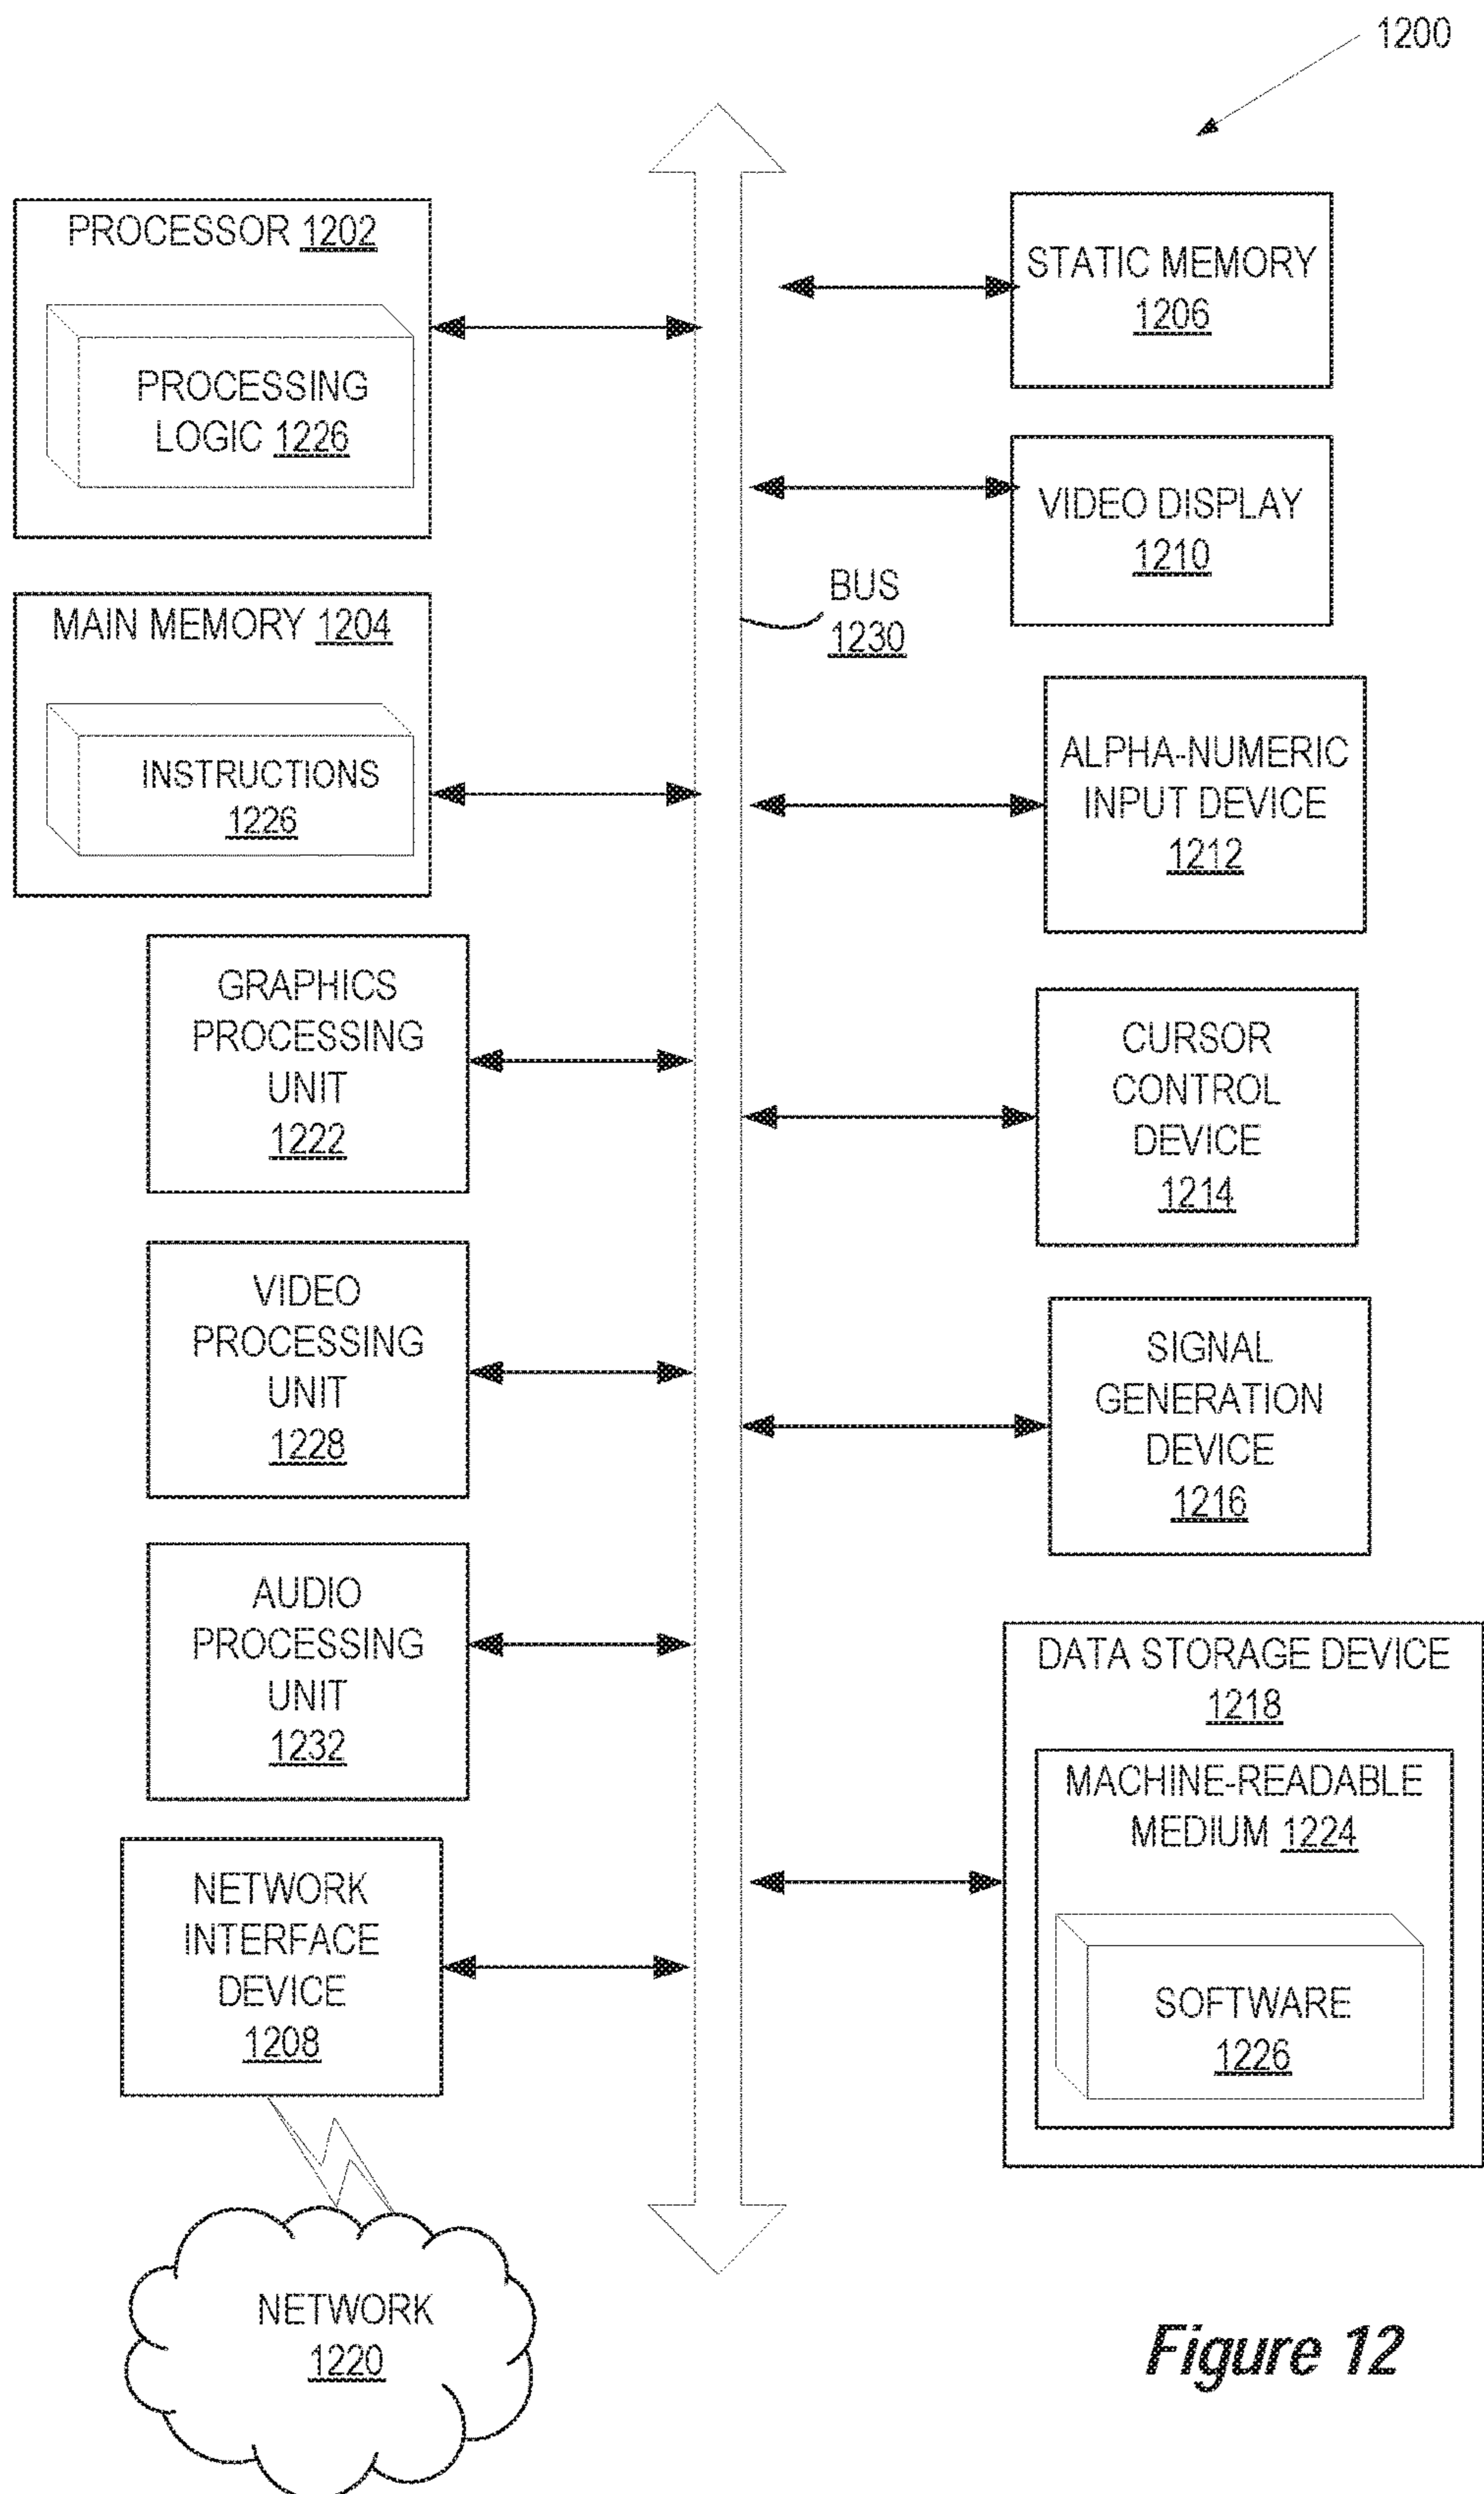 1200
PROCESSOR 1202
PROCESSING
LOGIC 1226
MAIN MEMORY 1204
INSTRUCTIONS
1226
GRAPHICS
PROCESSING
UNIT
1222
VIDEO
PROCESSING
UNIT
1228
AUDIO
PROCESSING
UNIT
1232
NETWORK
INTERFACE
DEVICE
1208
NETWORK
1220
BUS
1230
STATIC MEMORY
1206
VIDEO DISPLAY
1210
ALPHA-NUMERIC
INPUT DEVICE
1212
CURSOR
CONTROL
DEVICE
1214
SIGNAL
GENERATION
DEVICE
1216
DATA STORAGE DEVICE
1218
MACHINE-READABLE
MEDIUM 1224
SOFTWARE
1226
Figure 12